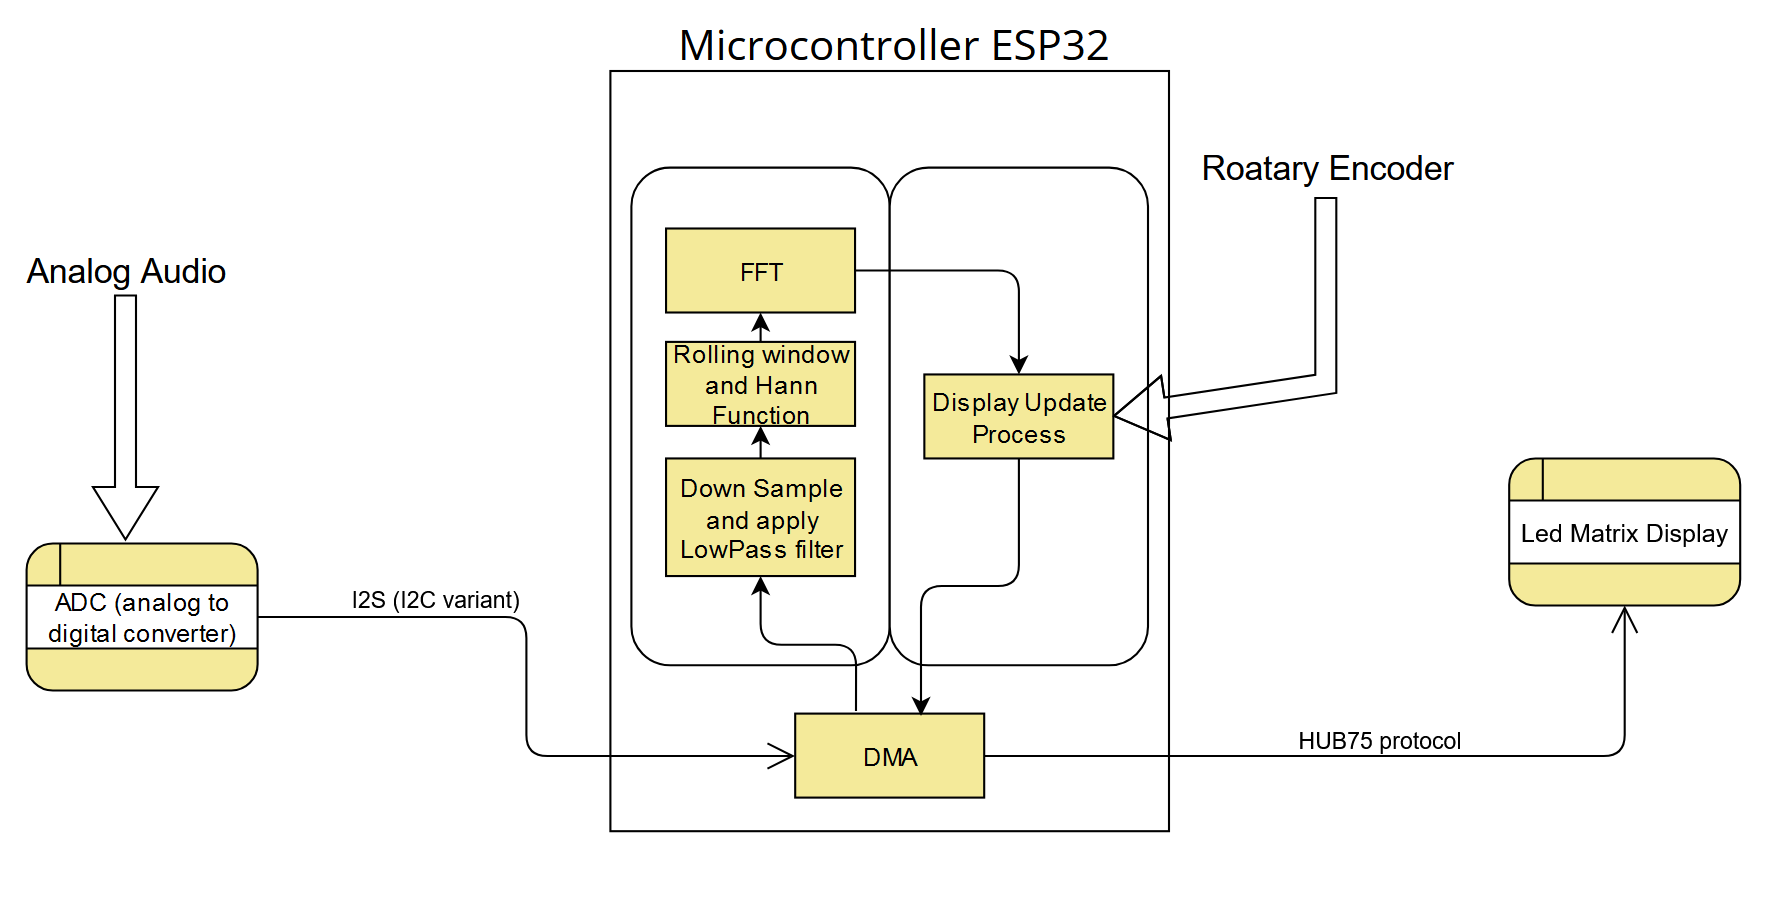 Microcontroller ESP32
Roatary Encoder
Analog Audio
FFT
Rolling window
and Hann
Function
Display Update
Process
Down Sample
and apply
LowPass filter
Led Matrix Display
ADC (analog to
digital converter)
I2S (I2C variant)
DMA
HUB75 protocol